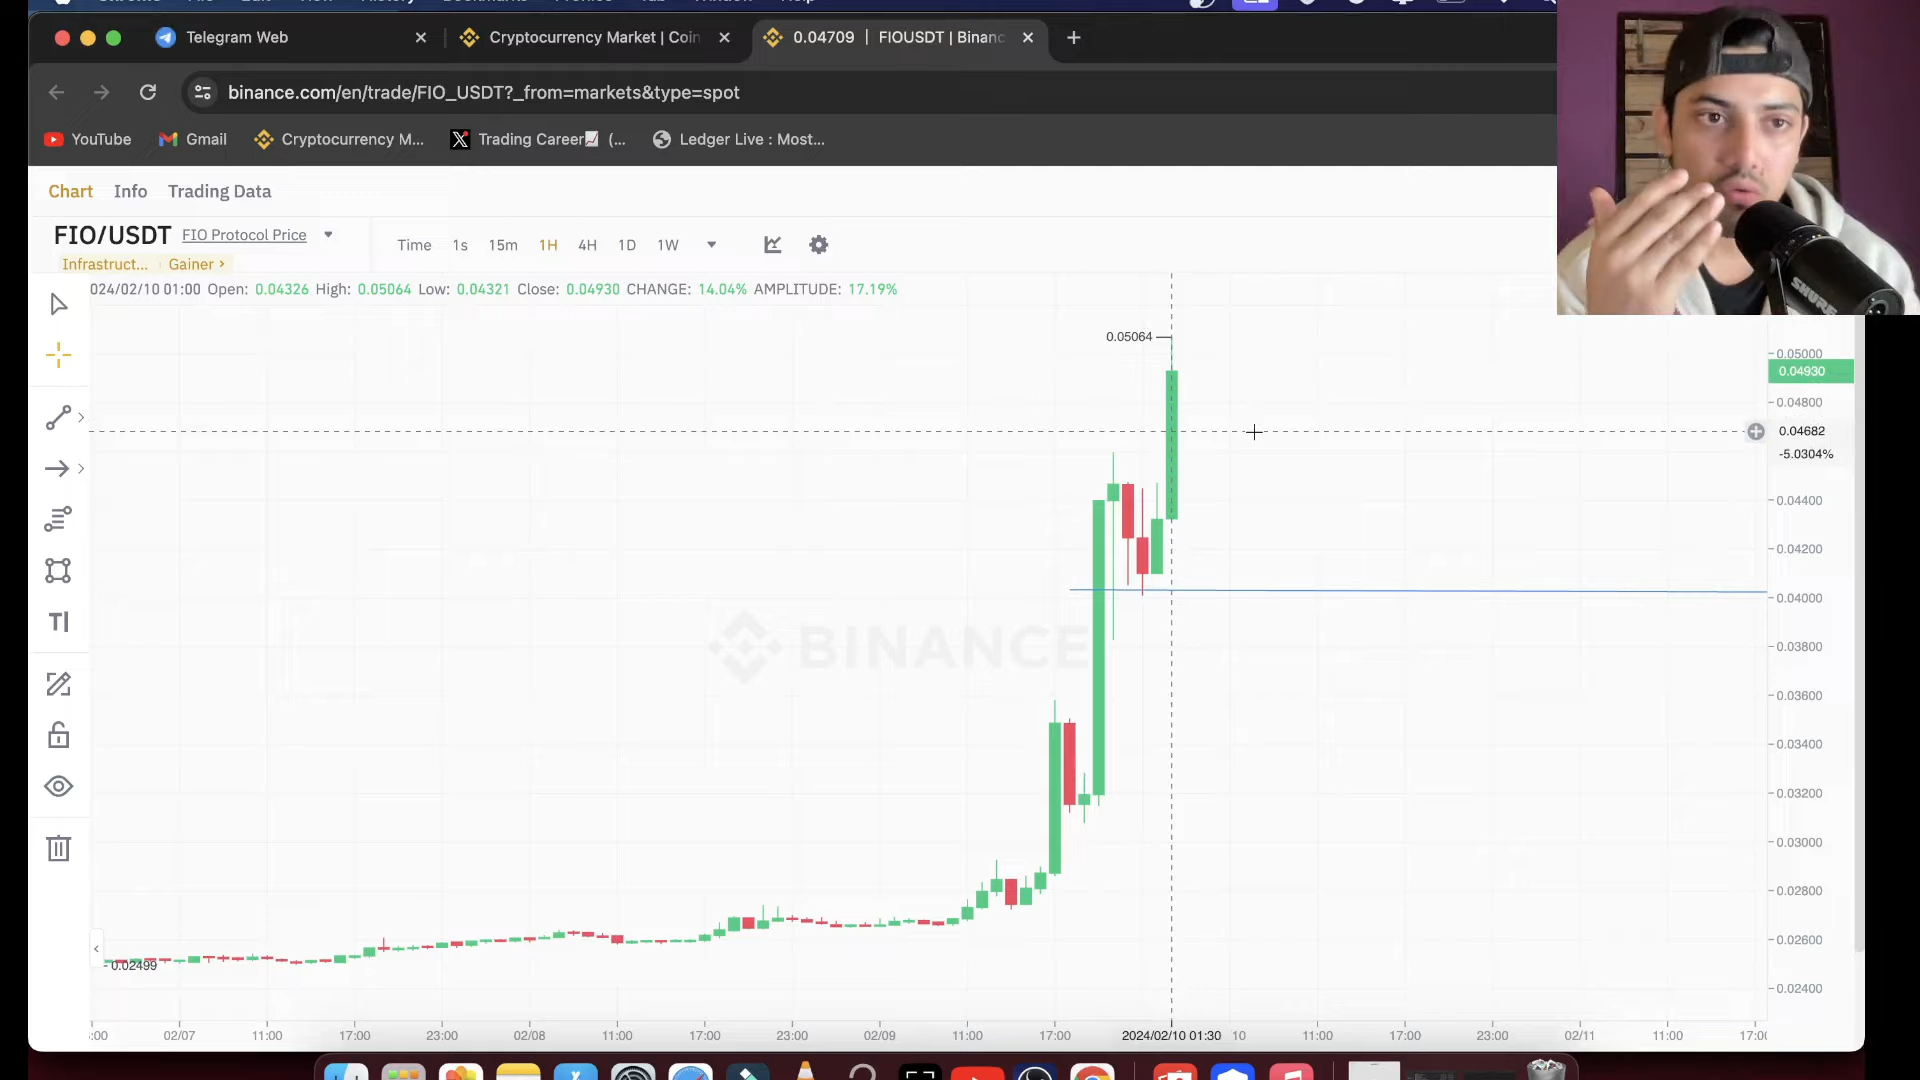 Telegram Web
Cryptocurrency Market | Coin
0.04709 | FIOUSDT | Binanc
binance.com/en/trade/FIO_USDT?_from=markets&type=spot
YouTube
Gmail
Cryptocurrency M...
Trading Career📈 (...
Ledger Live : Most...
Chart Info Trading Data
FIO/USDT FIO Protocol Price
Infrastruct... Gainer
Time 1s 15m 1H 4H 1D 1W
024/02/10 01:00 Open: 0.04326 High: 0.05064 Low: 0.04321 Close: 0.04930 CHANGE: 14.04% AMPLITUDE: 17.19%
0.05064
0.05000
0.04930
0.04800
0.04682
-5.0304%
0.04400
0.04200
0.04000
0.03800
0.03600
0.03400
0.03200
0.03000
0.02800
0.02600
0.02400
BINANCE
0.02499
:00 02/07 11:00 17:00 23:00 02/08 11:00 17:00 23:00 02/09 11:00 17:00 2024/02/10 01:30 10 11:00 17:00 23:00 02/11 11:00 17:0
SHURE